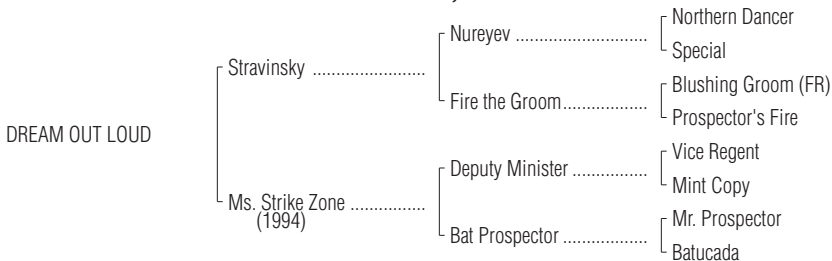 Northern Dancer
Nureyev ............................
Special
Stravinsky ........................
Blushing Groom (FR)
Fire the Groom..................
Prospector's Fire
DREAM OUT LOUD
Vice Regent
Deputy Minister ................
Mint Copy
Ms. Strike Zone ................
(1994)
Mr. Prospector
Bat Prospector ..................
Batucada